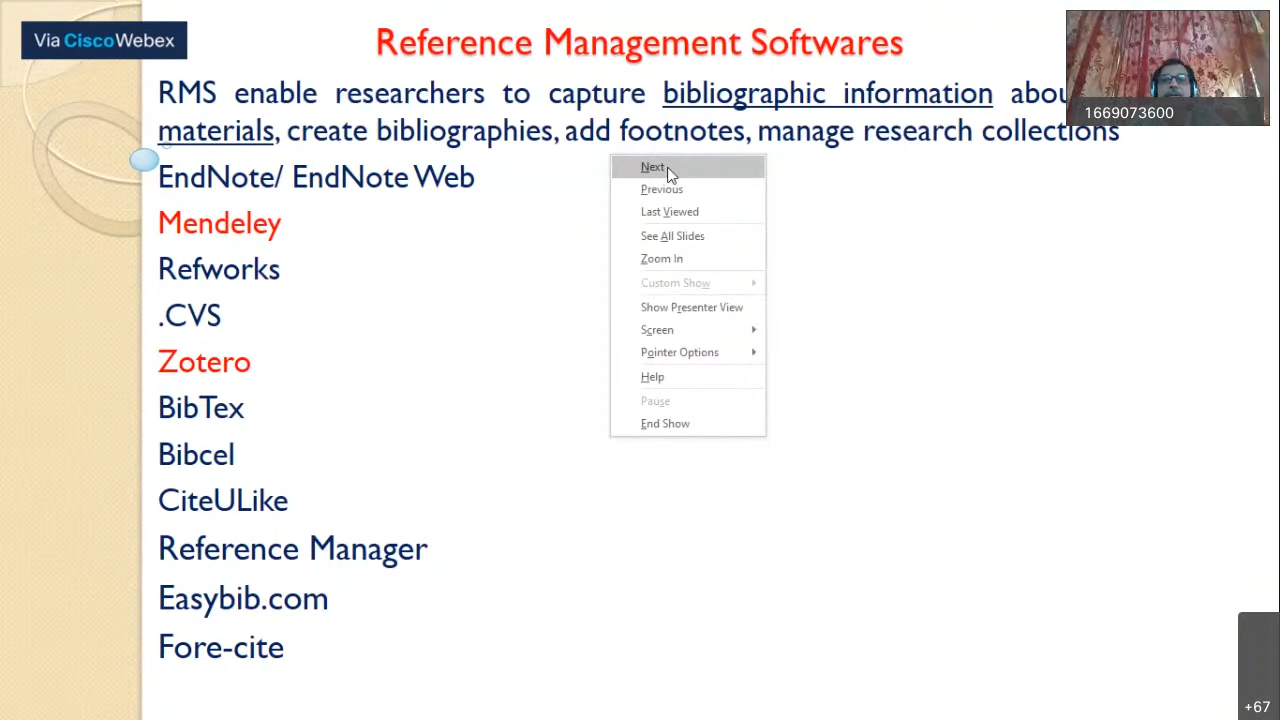 Via CiscoWebex
Reference Management Softwares
1669073600
RMS enable researchers to capture bibliographic information
materials, create bibliographies, add footnotes, manage research collections
EndNote/ EndNote Web
Mendeley
Refworks
.CVS
Zotero
BibTex
Bibcel
CiteULike
Reference Manager
Easybib.com
Fore-cite
Next
Previous
Last Viewed
See All Slides
Zoom In
Custom Show
Show Presenter View
Screen
Pointer Options
Help
Pause
End Show
+67